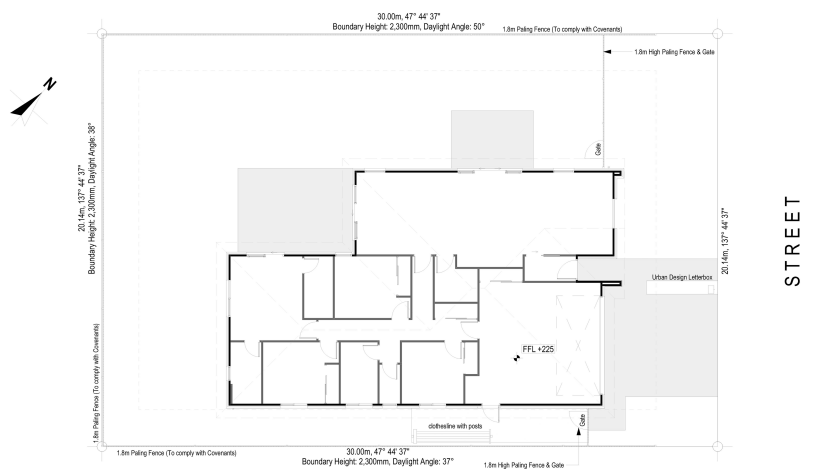 30.00m, 47° 44' 37"
Boundary Height: 2,300mm, Daylight Angle: 50°
1.8m Paling Fence (To comply with Covenants)
1.8m High Paling Fence & Gate
N
Gate
20.14m, 137° 44' 37"
Boundary Height: 2,300mm, Daylight Angle: 38°
20.14m, 137° 44' 37"
STREET
Urban Design Letterbox
FFL +225
1.8m Paling Fence (To comply with Covenants)
clothesline with posts
Gate
1.8m Paling Fence (To comply with Covenants)
30.00m, 47° 44' 37"
Boundary Height: 2,300mm, Daylight Angle: 37°
1.8m High Paling Fence & Gate